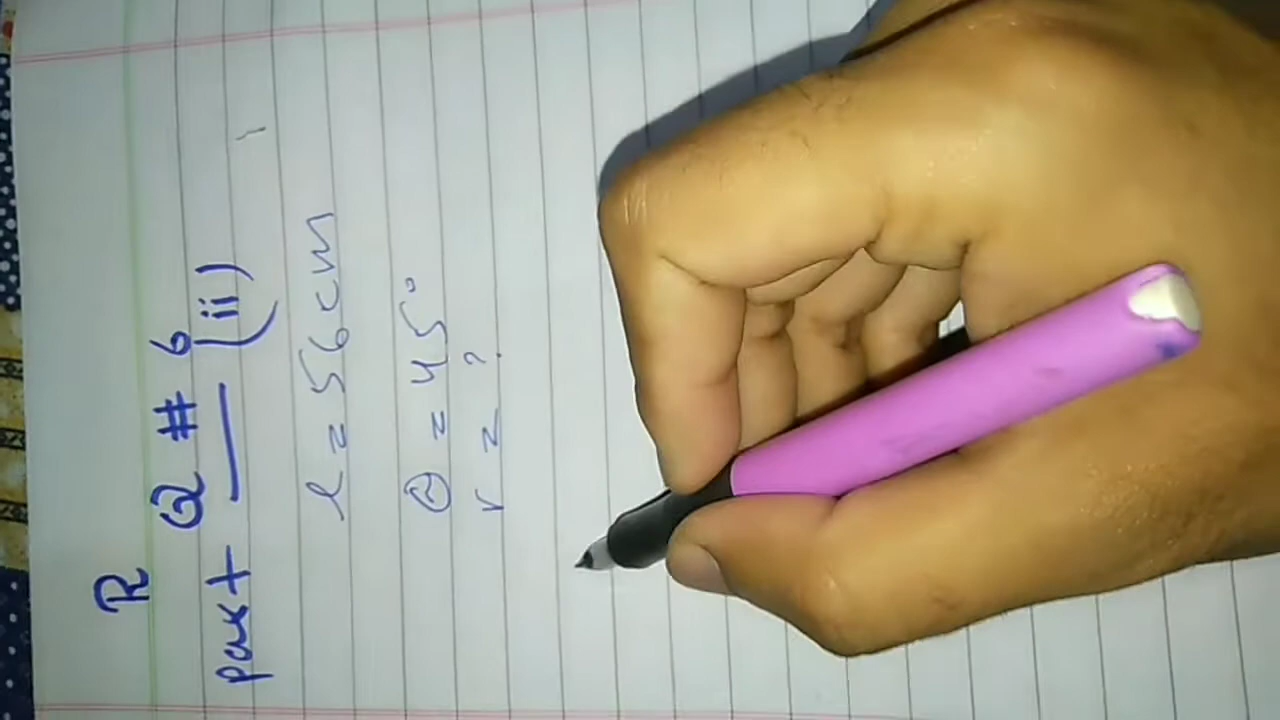 R
Q # 6
part — (ii)
l = 56 cm
θ = 45°
r = ?